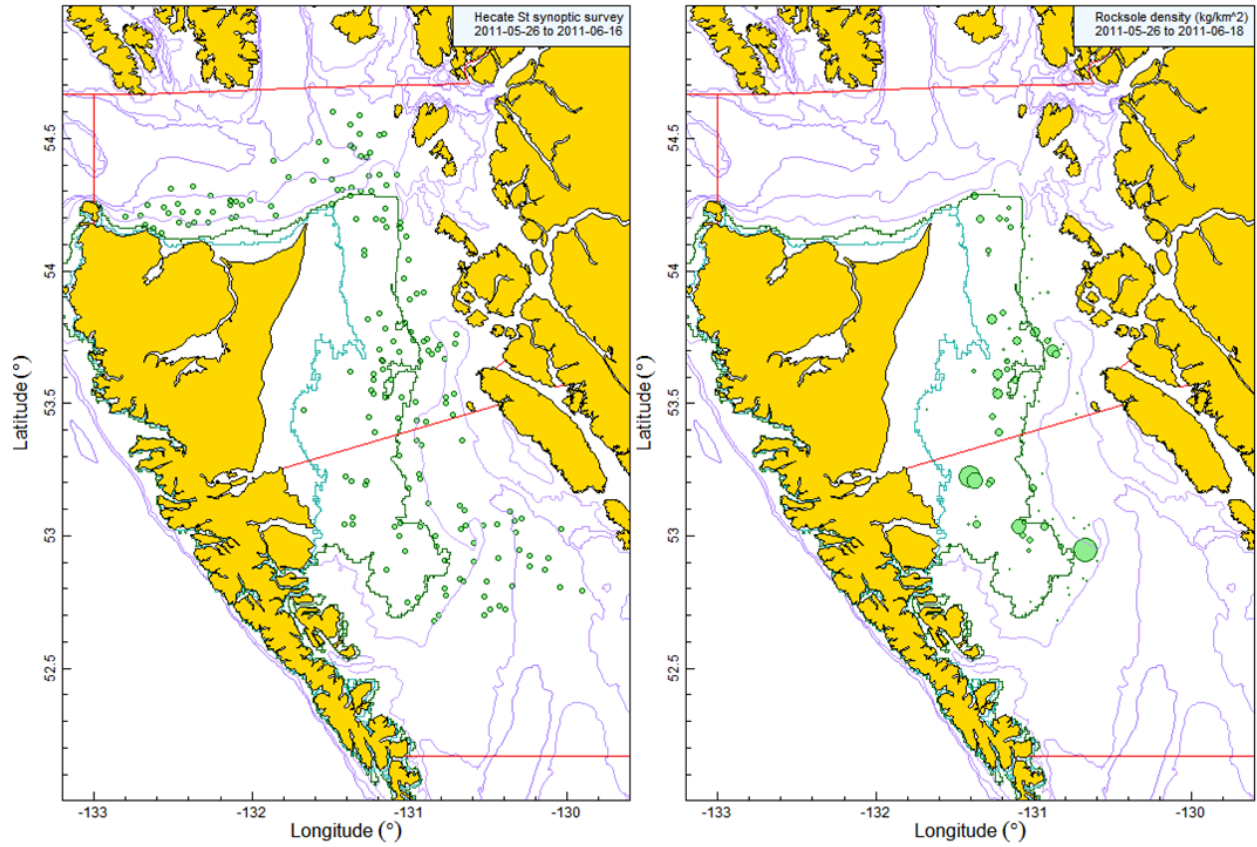 Hecate St synoptic survey
2011-05-26 to 2011-06-16
54.5
54
53.5
53
52.5
Latitude (°)
-133
-132
-131
-130
Longitude (°)
Rocksole density (kg/km^2)
2011-05-26 to 2011-06-18
54.5
54
53.5
53
52.5
Latitude (°)
-133
-132
-131
-130
Longitude (°)